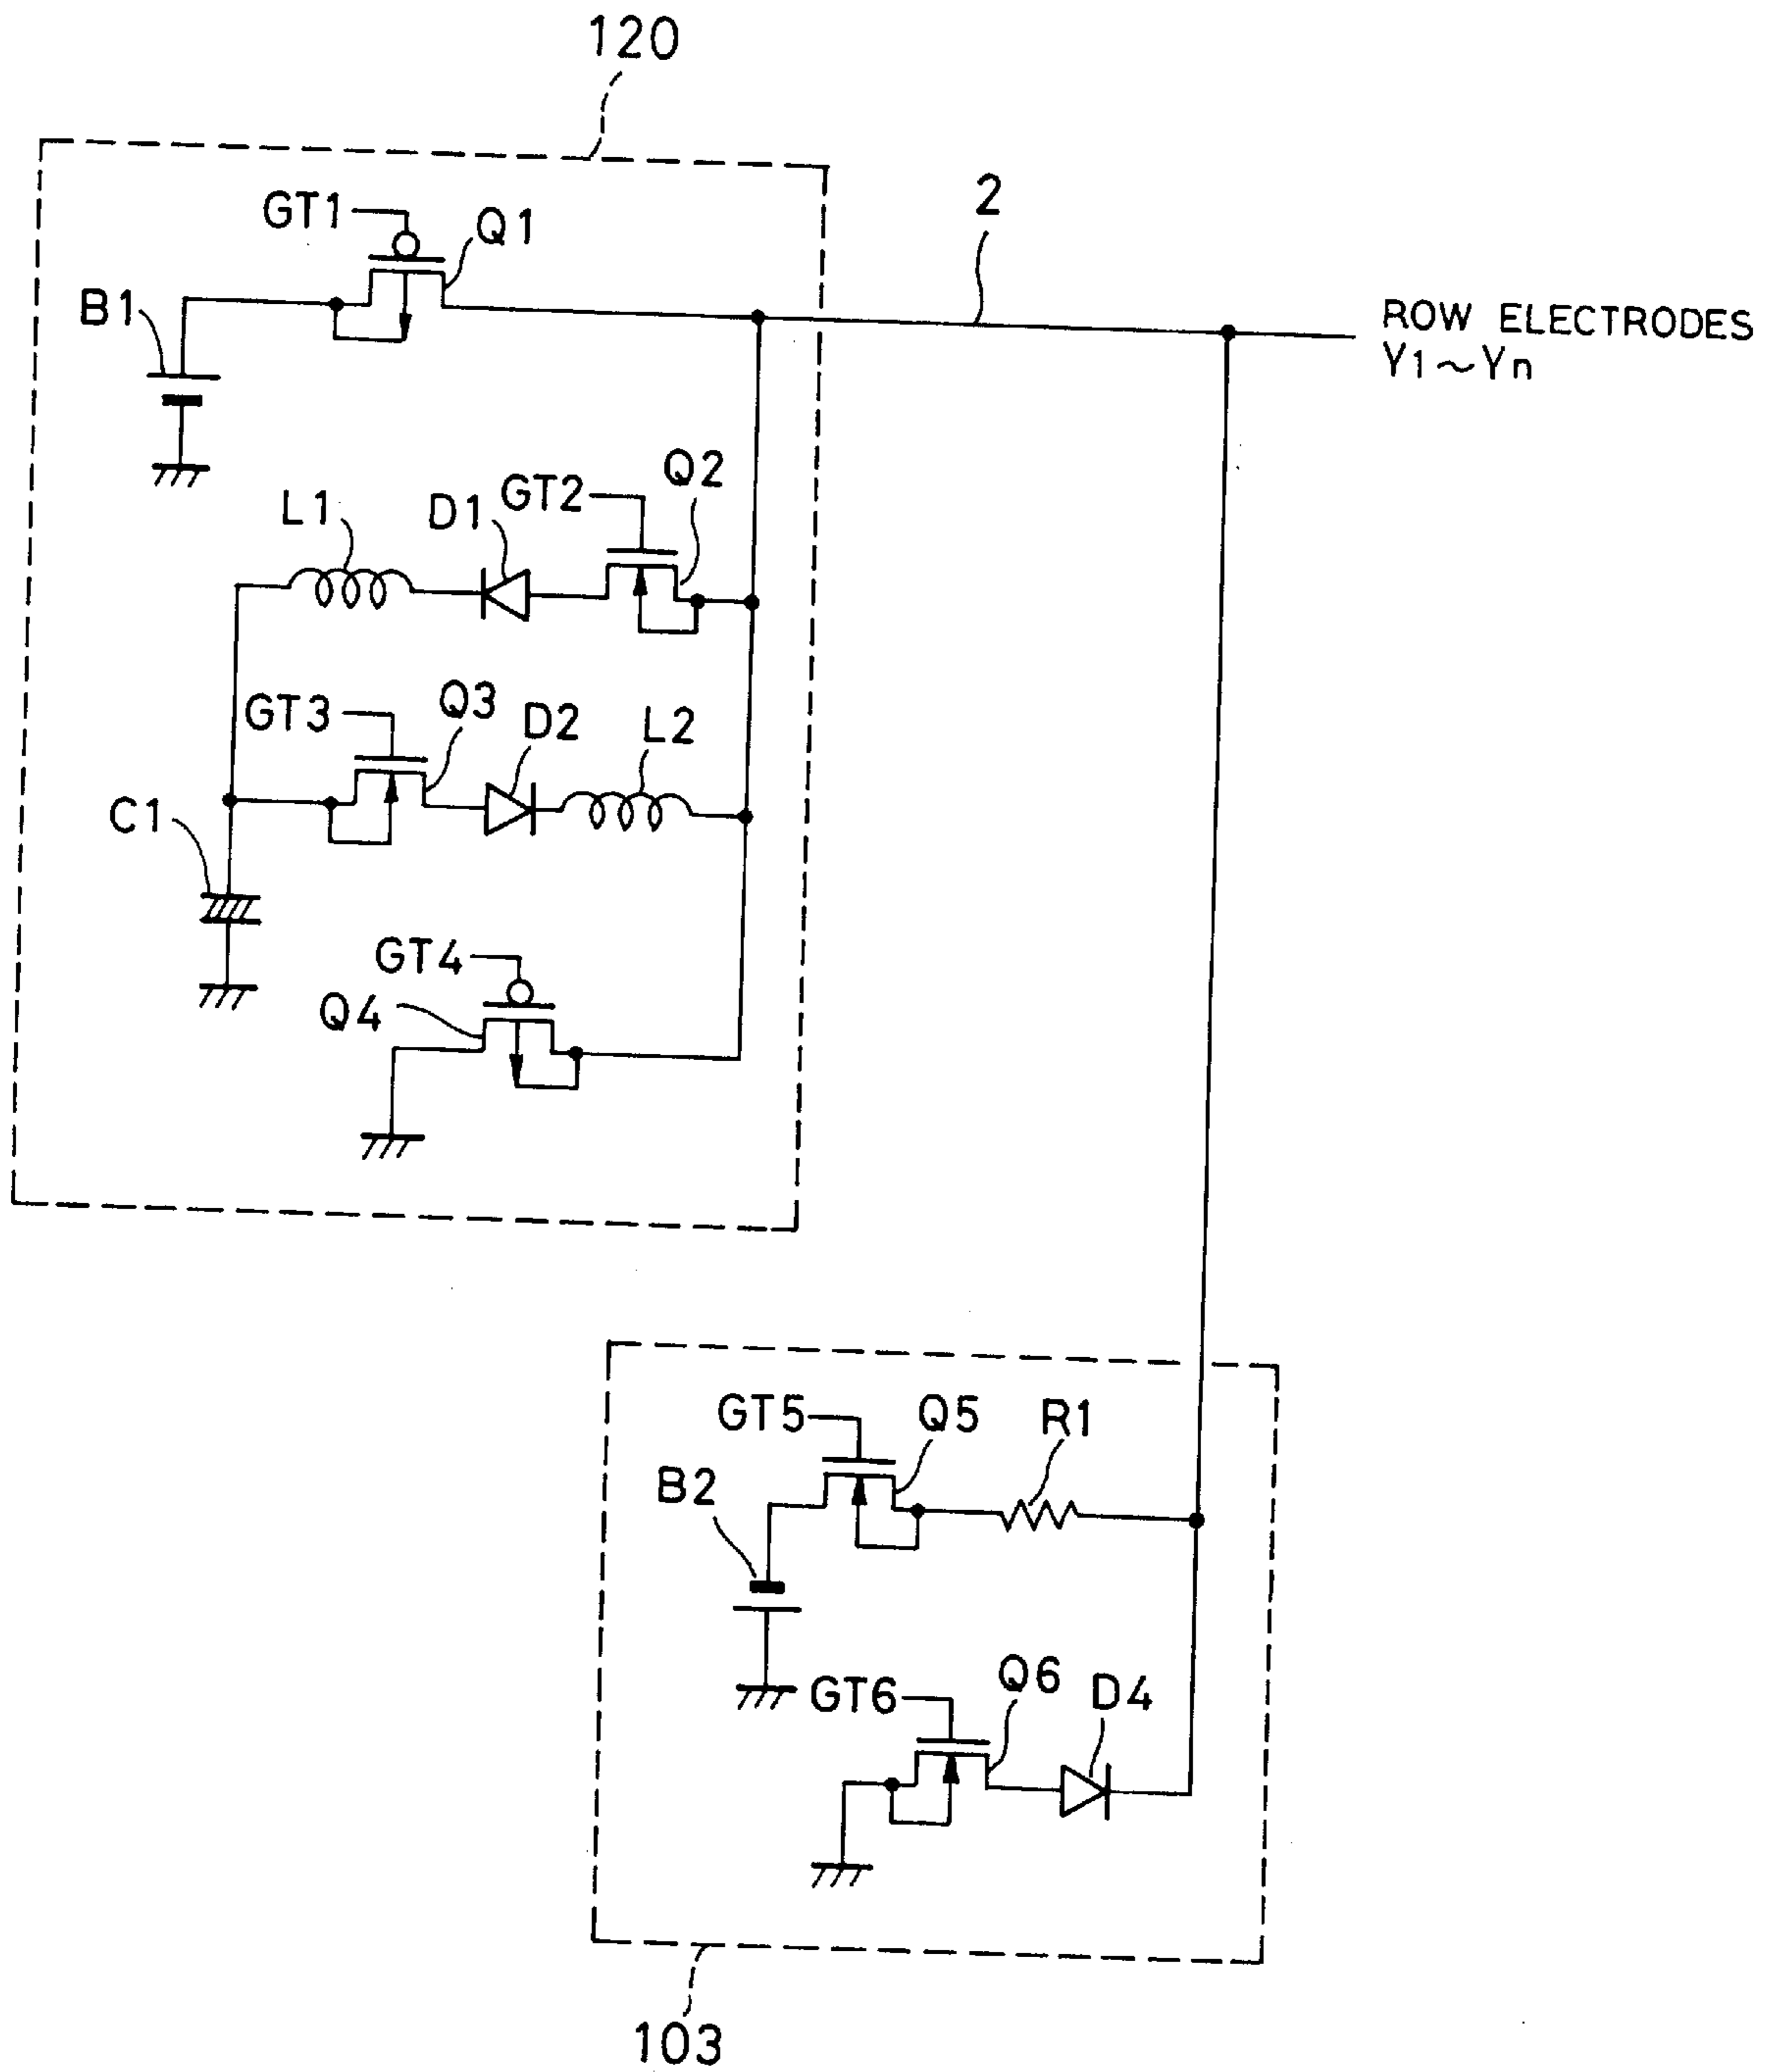 120
GT1
Q1
2
B1
ROW ELECTRODES
Y1~Yn
Q2
GT2
L1
D1
GT3
Q3
D2
L2
C1
GT4
Q4
GT5
Q5
R1
B2
GT6
Q6
D4
103